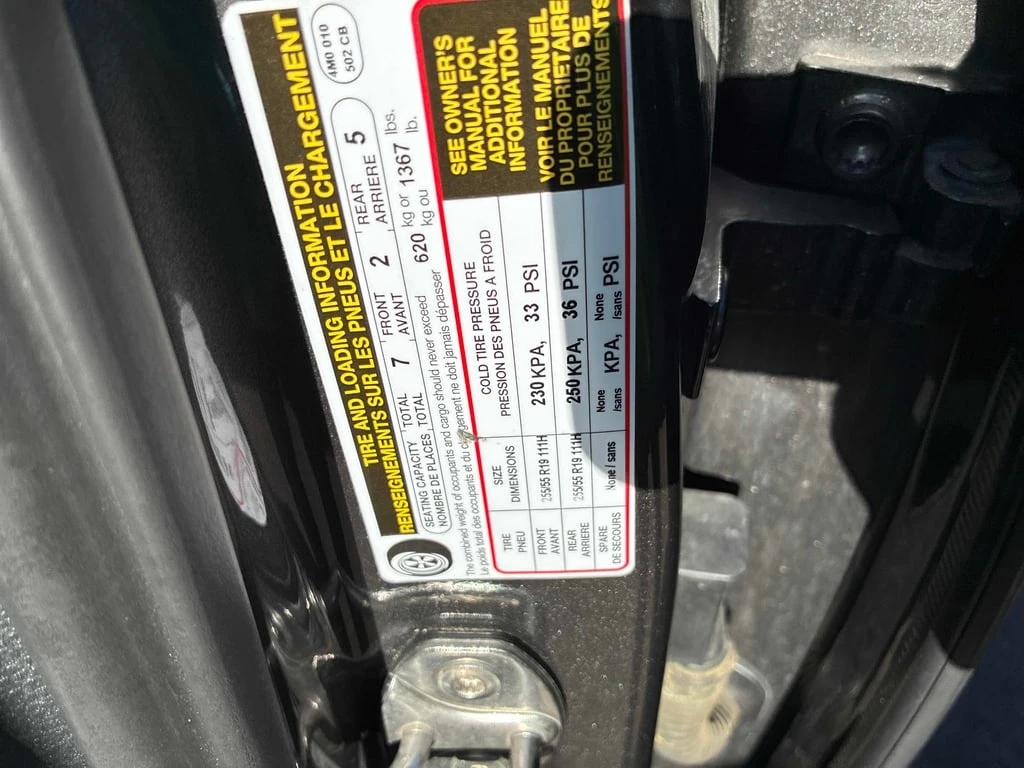 TIRE AND LOADING INFORMATION
RENSEIGNEMENTS SUR LES PNEUS ET LE CHARGEMENT
4M0 010
502 CB
SEATING CAPACITY TOTAL 7 FRONT 2 REAR 5
NOMBRE DE PLACES TOTAL AVANT ARRIERE
The combined weight of occupants and cargo should never exceed 620 kg or 1367 lbs.
Le poids total des occupants et du chargement ne doit jamais dépasser kg ou lb.
TIRE SIZE COLD TIRE PRESSURE
PNEU DIMENSIONS PRESSION DES PNEUS A FROID
FRONT 255/55 R19 111H 230 KPA, 33 PSI
AVANT
REAR 255/55 R19 111H 250 KPA, 36 PSI
ARRIERE
SPARE None / sans None /sans KPA, None /sans PSI
DE SECOURS
SEE OWNER'S
MANUAL FOR
ADDITIONAL
INFORMATION
VOIR LE MANUEL
DU PROPRIETAIRE
POUR PLUS DE
RENSEIGNEMENTS